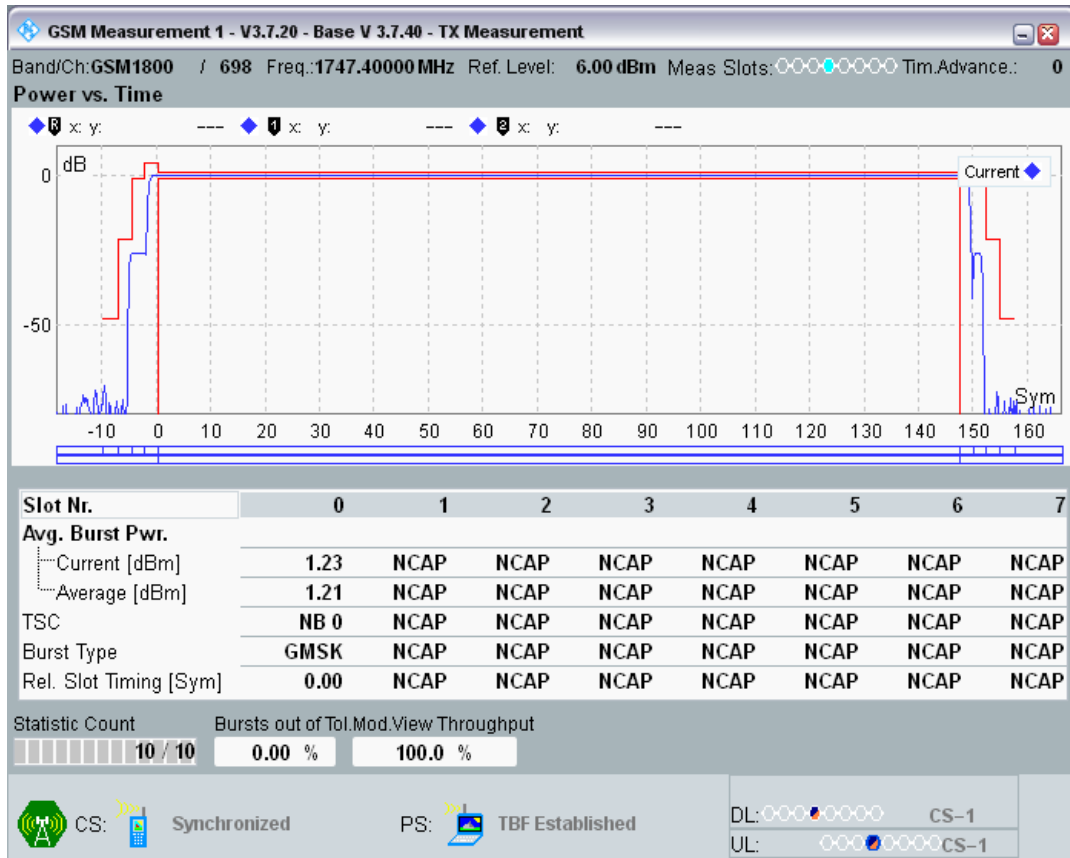 GSM Measurement 1 - V3.7.20 - Base V 3.7.40 - TX Measurement
Band/Ch:GSM1800 / 698 Freq.:1747.40000 MHz Ref. Level: 6.00 dBm Meas Slots: Tim.Advance.: 0
Power vs. Time
R x: y: --- 1 x: y: --- 2 x: y: ---
dB
Current
0
-50
Sym
-10 0 10 20 30 40 50 60 70 80 90 100 110 120 130 140 150 160
Slot Nr. 0 1 2 3 4 5 6 7
Avg. Burst Pwr.
Current [dBm] 1.23 NCAP NCAP NCAP NCAP NCAP NCAP NCAP
Average [dBm] 1.21 NCAP NCAP NCAP NCAP NCAP NCAP NCAP
TSC NB 0 NCAP NCAP NCAP NCAP NCAP NCAP NCAP
Burst Type GMSK NCAP NCAP NCAP NCAP NCAP NCAP NCAP
Rel. Slot Timing [Sym] 0.00 NCAP NCAP NCAP NCAP NCAP NCAP NCAP
Statistic Count Bursts out of Tol.Mod.View Throughput
10 / 10 0.00 % 100.0 %
CS: Synchronized PS: TBF Established
DL: CS-1
UL: CS-1